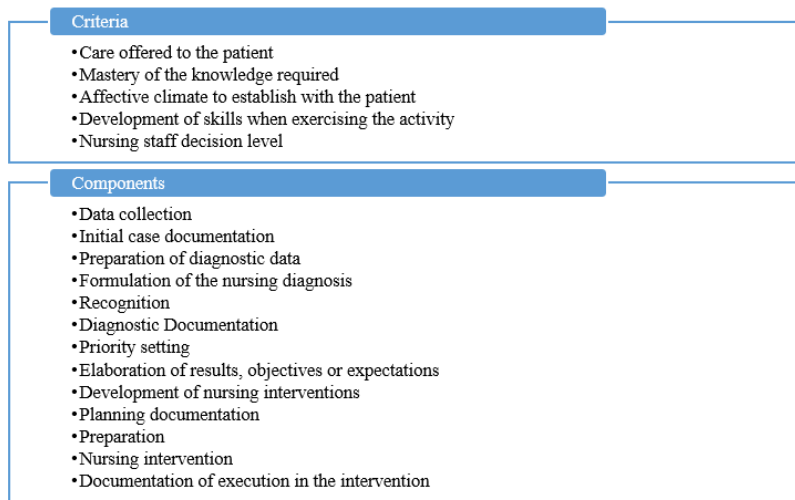 Criteria
•Care offered to the patient
•Mastery of the knowledge required
•Affective climate to establish with the patient
•Development of skills when exercising the activity
•Nursing staff decision level
Components
•Data collection
•Initial case documentation
•Preparation of diagnostic data
•Formulation of the nursing diagnosis
•Recognition
•Diagnostic Documentation
•Priority setting
•Elaboration of results, objectives or expectations
•Development of nursing interventions
•Planning documentation
•Preparation
•Nursing intervention
•Documentation of execution in the intervention